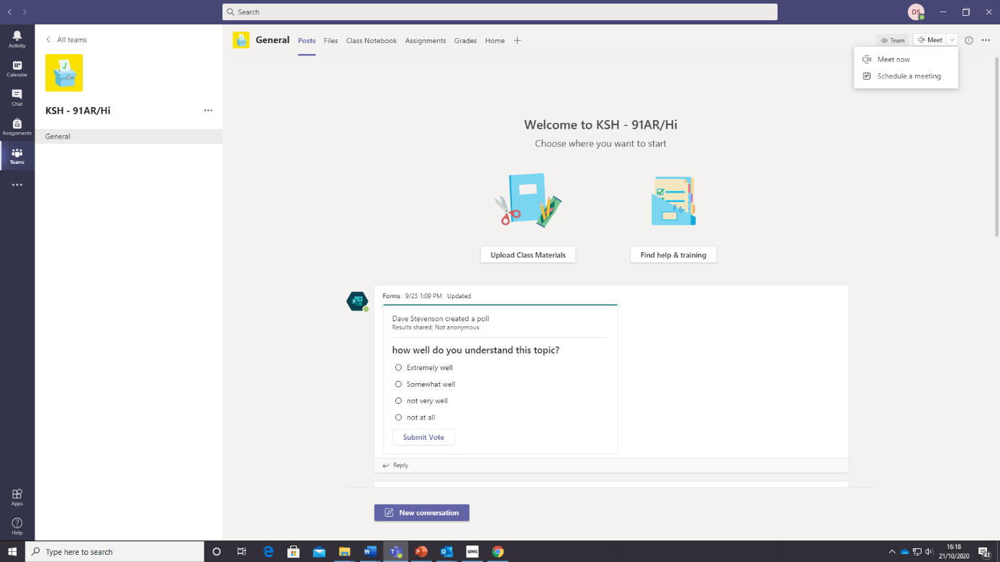 Search
DS
Activity
Calendar
Chat
Assignments
Teams
Apps
Help
All teams
KSH - 91AR/Hi
General
General
Posts
Files
Class Notebook
Assignments
Grades
Home
Team
Meet
Meet now
Schedule a meeting
Welcome to KSH - 91AR/Hi
Choose where you want to start
Upload Class Materials
Find help & training
Forms 9/25 1:09 PM Updated
Dave Stevenson created a poll
Results shared; Not anonymous
how well do you understand this topic?
Extremely well
Somewhat well
not very well
not at all
Submit Vote
Reply
New conversation
Type here to search
SIMS
16:18
21/10/2020
41